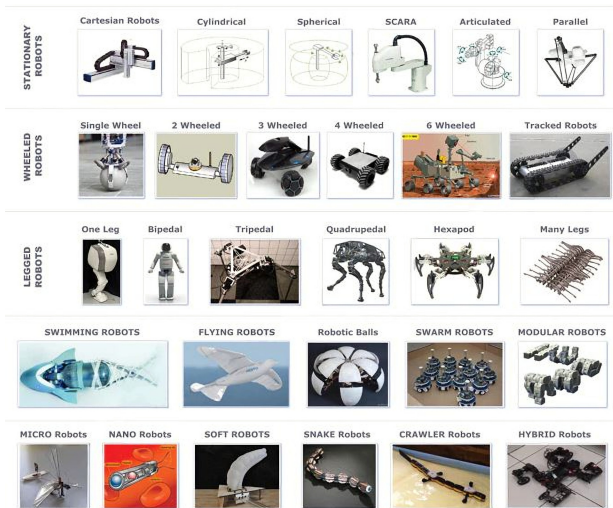 STATIONARY
ROBOTS
Cartesian Robots
Cylindrical
Spherical
SCARA
Articulated
Parallel
WHEELED
ROBOTS
Single Wheel
2 Wheeled
3 Wheeled
4 Wheeled
6 Wheeled
Tracked Robots
LEGGED
ROBOTS
One Leg
Bipedal
Tripedal
Quadrupedal
Hexapod
Many Legs
SWIMMING ROBOTS
FLYING ROBOTS
Robotic Balls
SWARM ROBOTS
MODULAR ROBOTS
MICRO Robots
NANO Robots
SOFT ROBOTS
SNAKE Robots
CRAWLER Robots
HYBRID Robots